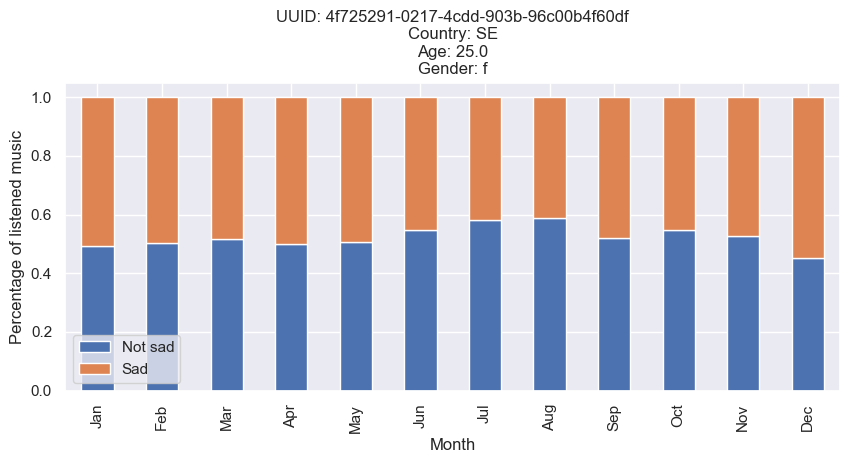 UUID: 4f725291-0217-4cdd-903b-96c00b4f60df
Country: SE
Age: 25.0
Gender: f
Percentage of listened music
1.0
0.8
0.6
0.4
0.2
0.0
Not sad
Sad
Jan
Feb
Mar
Apr
May
Jun
Jul
Aug
Sep
Oct
Nov
Dec
Month